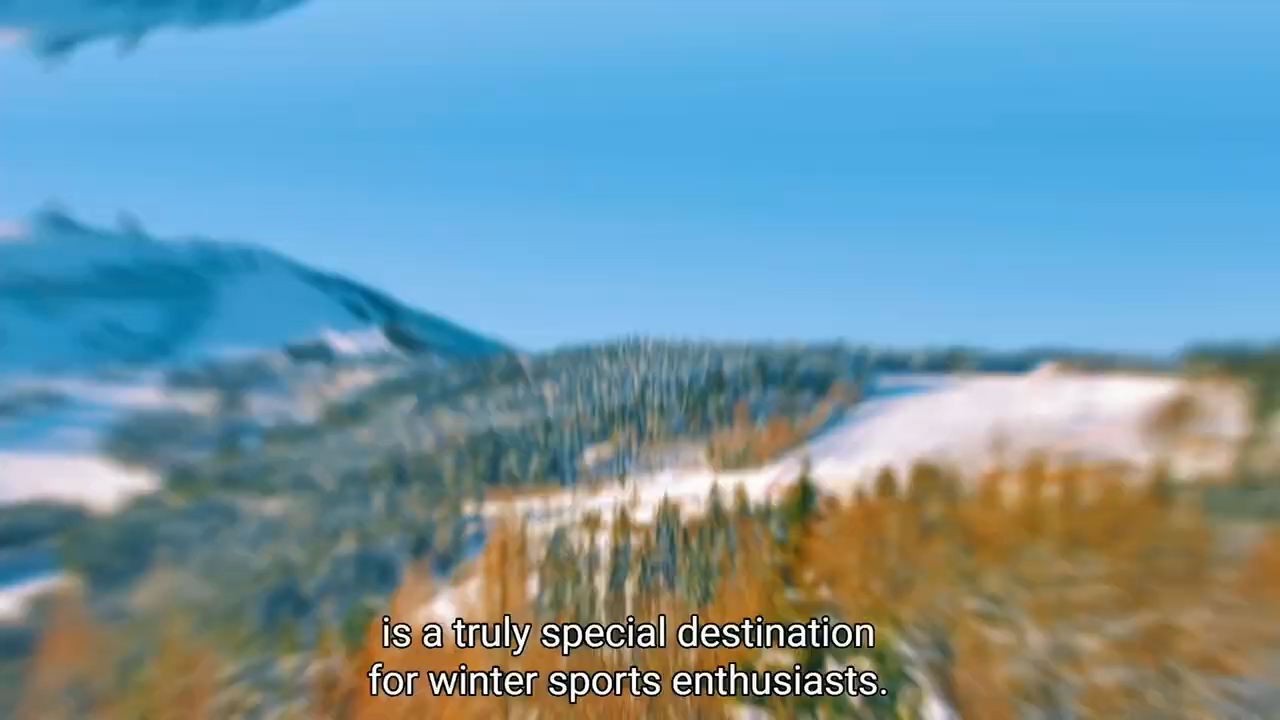 is a truly special destination
for winter sports enthusiasts.